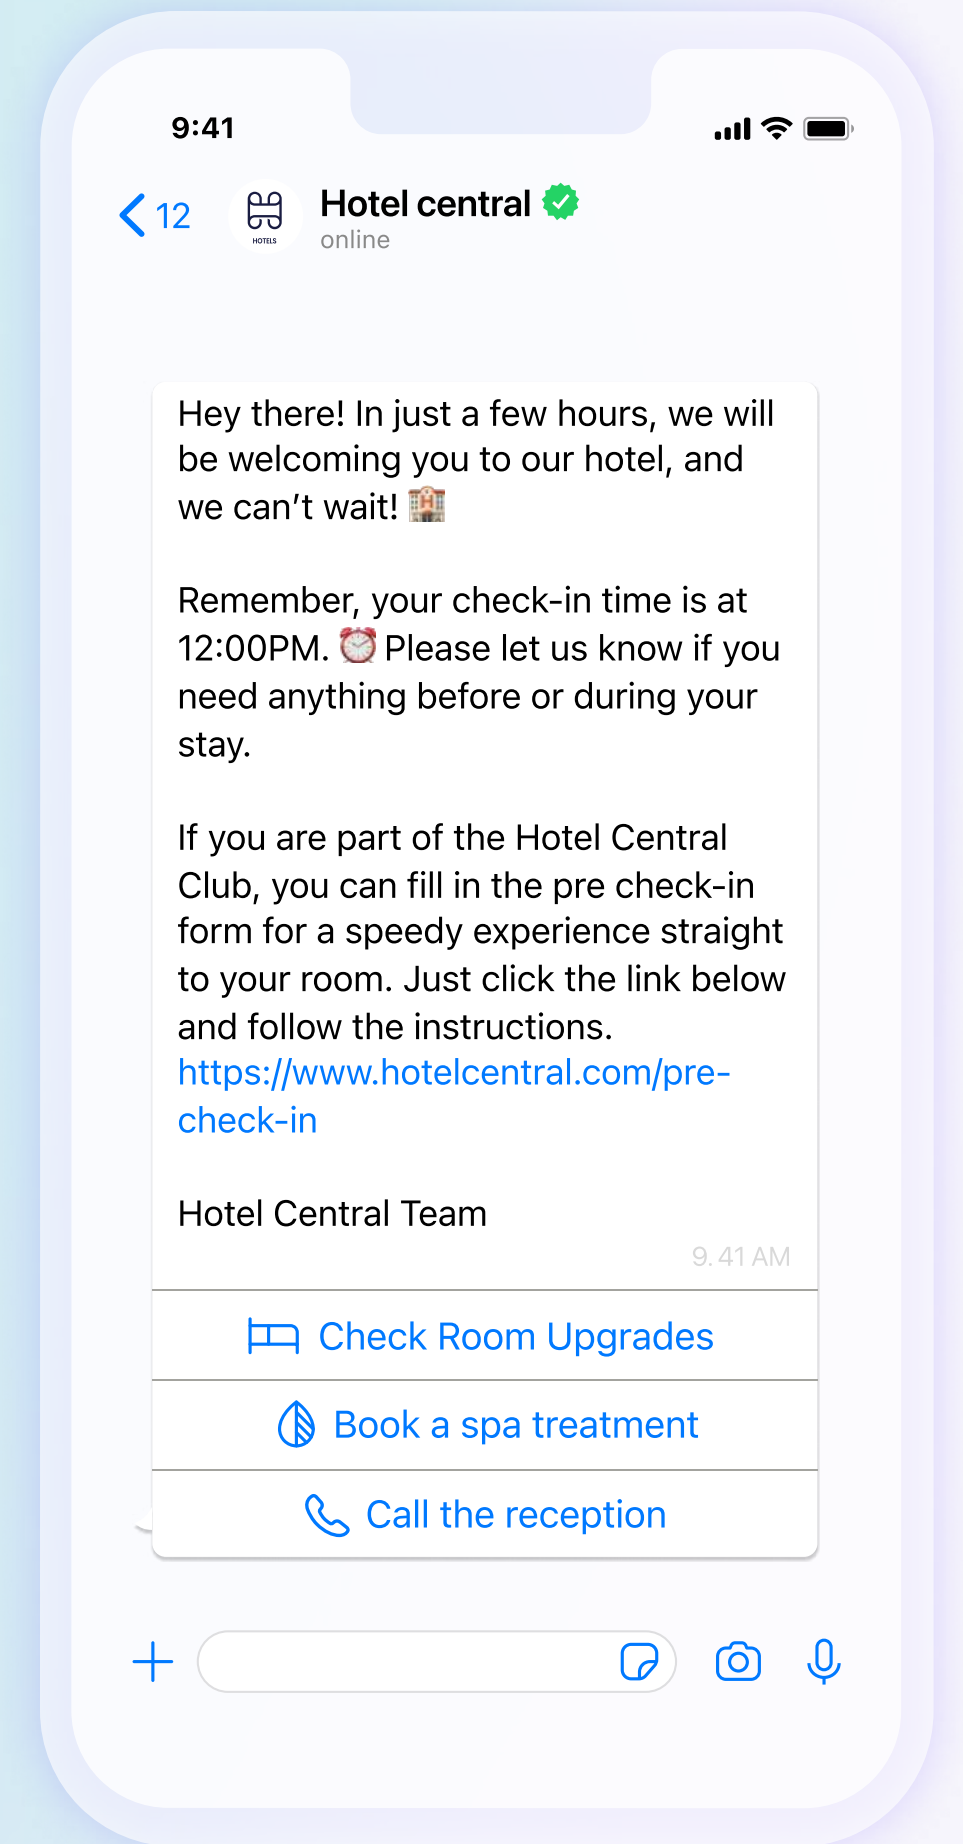 9:41
12
HOTELS
Hotel central
online
Hey there! In just a few hours, we will
be welcoming you to our hotel, and
we can’t wait! 🏨
Remember, your check-in time is at
12:00PM. ⏰ Please let us know if you
need anything before or during your
stay.
If you are part of the Hotel Central
Club, you can fill in the pre check-in
form for a speedy experience straight
to your room. Just click the link below
and follow the instructions.
https://www.hotelcentral.com/pre-
check-in
Hotel Central Team
9.41 AM
Check Room Upgrades
Book a spa treatment
Call the reception